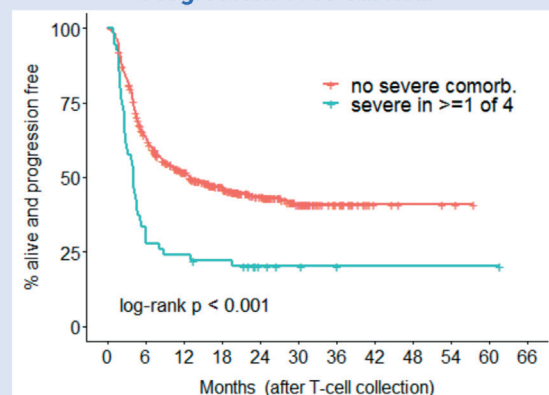 100
75
50
25
0
% alive and progression free
no severe comorb.
severe in >=1 of 4
log-rank p < 0.001
0 6 12 18 24 30 36 42 48 54 60 66
Months (after T-cell collection)